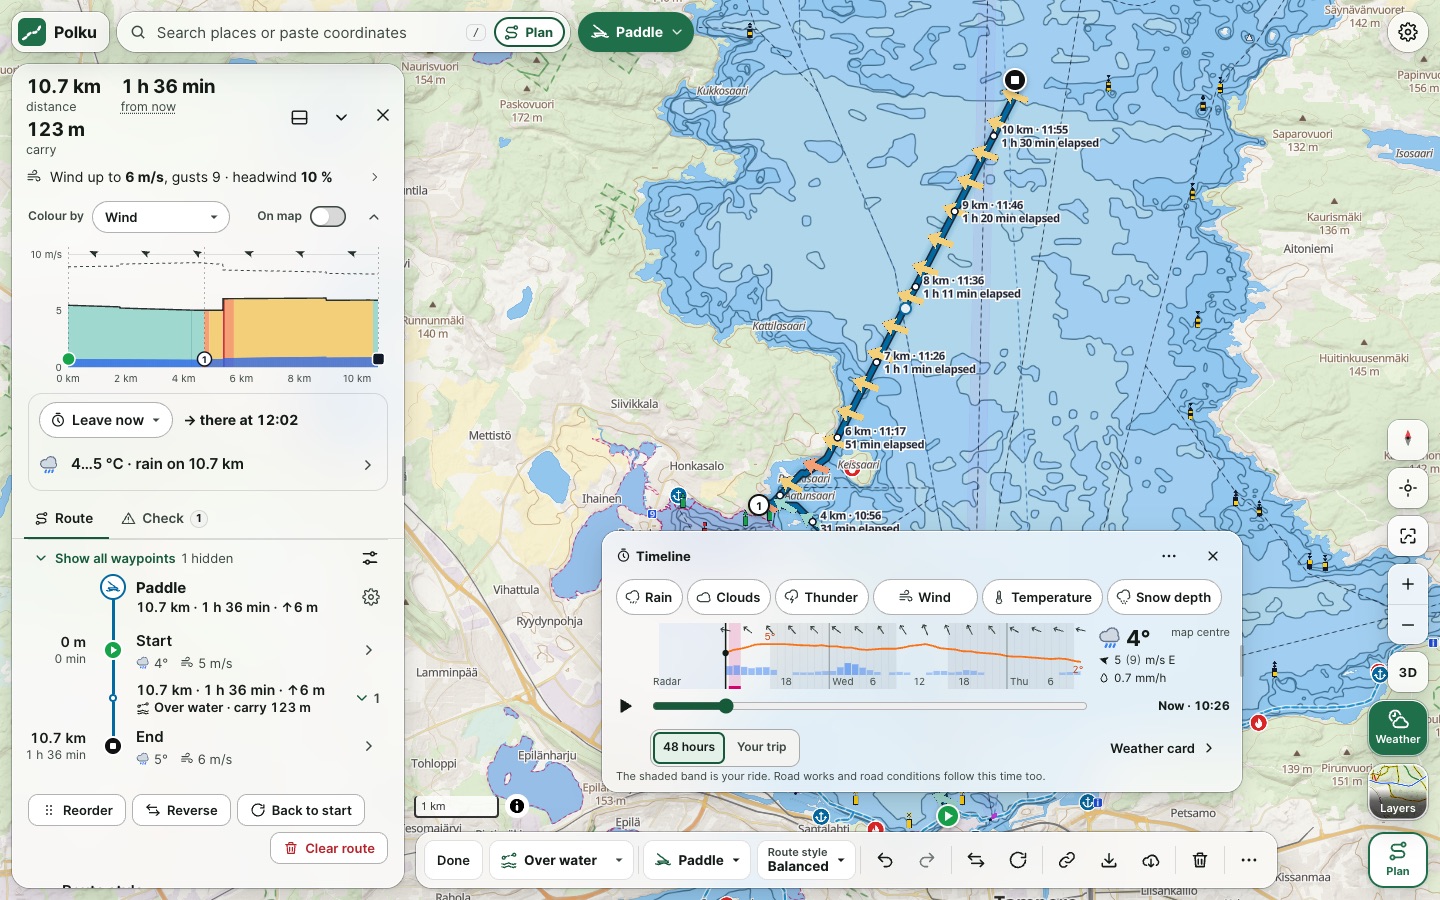 Polku
Search places or paste coordinates
/
Plan
Paddle
10.7 km
distance
1 h 36 min
from now
123 m
carry
Wind up to 6 m/s, gusts 9 · headwind 10 %
Colour by
Wind
On map
10 m/s
5
0
1
0 km
2 km
4 km
6 km
8 km
10 km
Leave now
→ there at 12:02
4…5 °C · rain on 10.7 km
Route
Check 1
Show all waypoints 1 hidden
Paddle
10.7 km · 1 h 36 min · ↑6 m
0 m
0 min
Start
4° 5 m/s
10.7 km · 1 h 36 min · ↑6 m
Over water · carry 123 m
1
10.7 km
1 h 36 min
End
5° 6 m/s
Reorder
Reverse
Back to start
Clear route
Naurisvuori
154 m
Paskovuori
172 m
Kukkosaari
Säynävänvuoret
142 m
Saparovuori
132 m
Isosaari
Kaurismäki
136 m
Aitoniemi
Huitinkuusenmäki
145 m
Runnunmäki
140 m
Kattilasaari
Siivikkala
Mettistö
Honkasalo
Ihainen
Keissaari
Aatunsaari
Vihattula
Ryydynpohja
Lamminpää
Tohloppi
Epilänharju
153 m
Epilä
Santalahti
Petsamo
139 m
Kissanmaa
Rahola
10 km · 11:55
1 h 30 min elapsed
9 km · 11:46
1 h 20 min elapsed
8 km · 11:36
1 h 11 min elapsed
7 km · 11:26
1 h 1 min elapsed
6 km · 11:17
51 min elapsed
1
4 km · 10:56
31 min elapsed
Timeline
Rain
Clouds
Thunder
Wind
Temperature
Snow depth
5°
2°
Radar
18
Wed
6
12
18
Thu
6
4°
map centre
5 (9) m/s E
0.7 mm/h
Now · 10:26
48 hours
Your trip
Weather card
The shaded band is your ride. Road works and road conditions follow this time too.
1 km
3D
Weather
Layers
Plan
Done
Over water
Paddle
Route style
Balanced